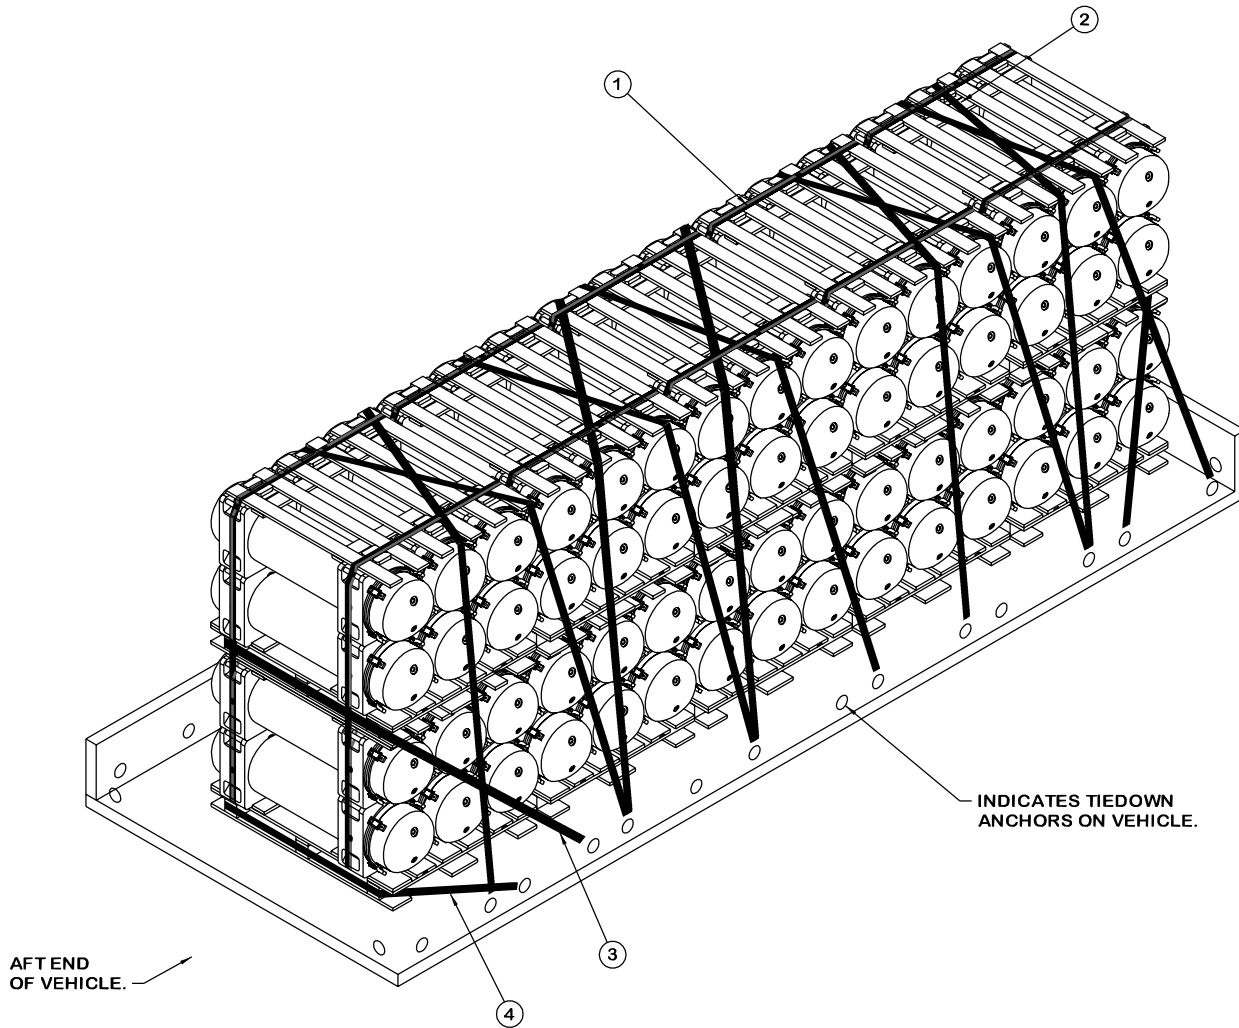 2
1
INDICATES TIEDOWN
ANCHORS ON VEHICLE.
3
AFT END
OF VEHICLE.
4